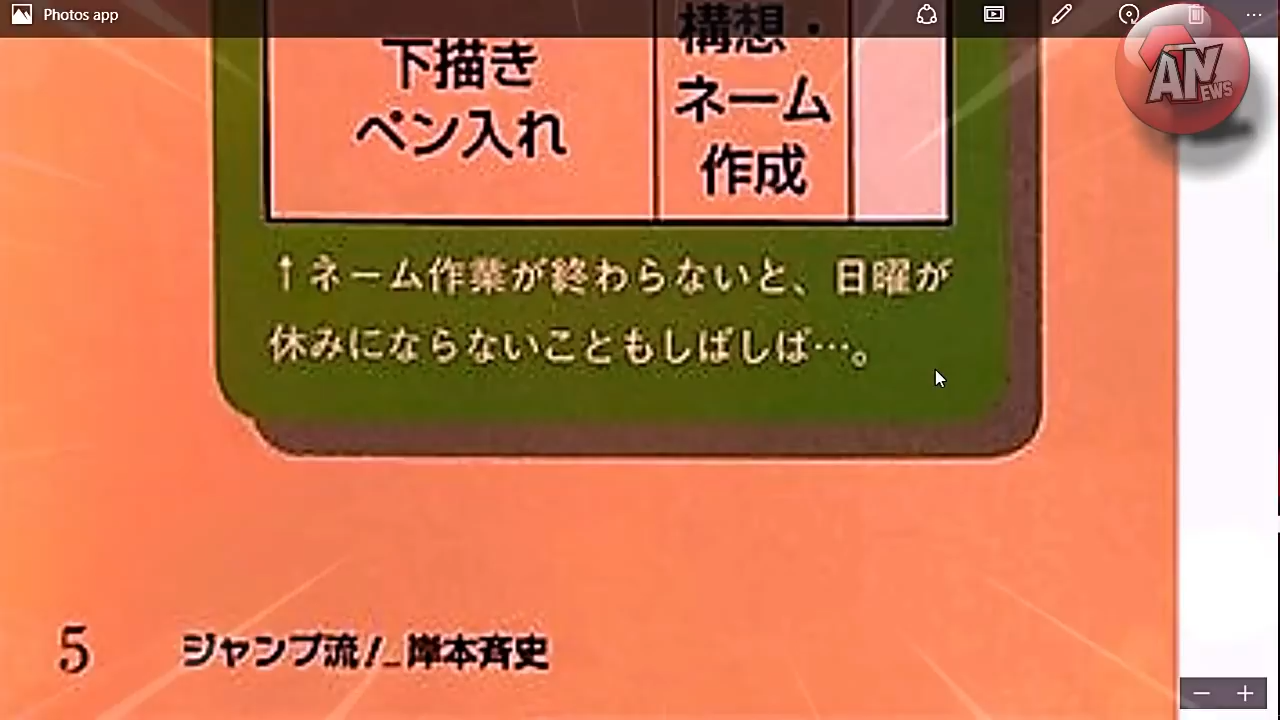 Photos app
AN
EWS
下描き
ペン入れ
構想・
ネーム
作成
↑ネーム作業が終わらないと、日曜が
休みにならないこともしばしば…。
5 ジャンプ流!_岸本斉史